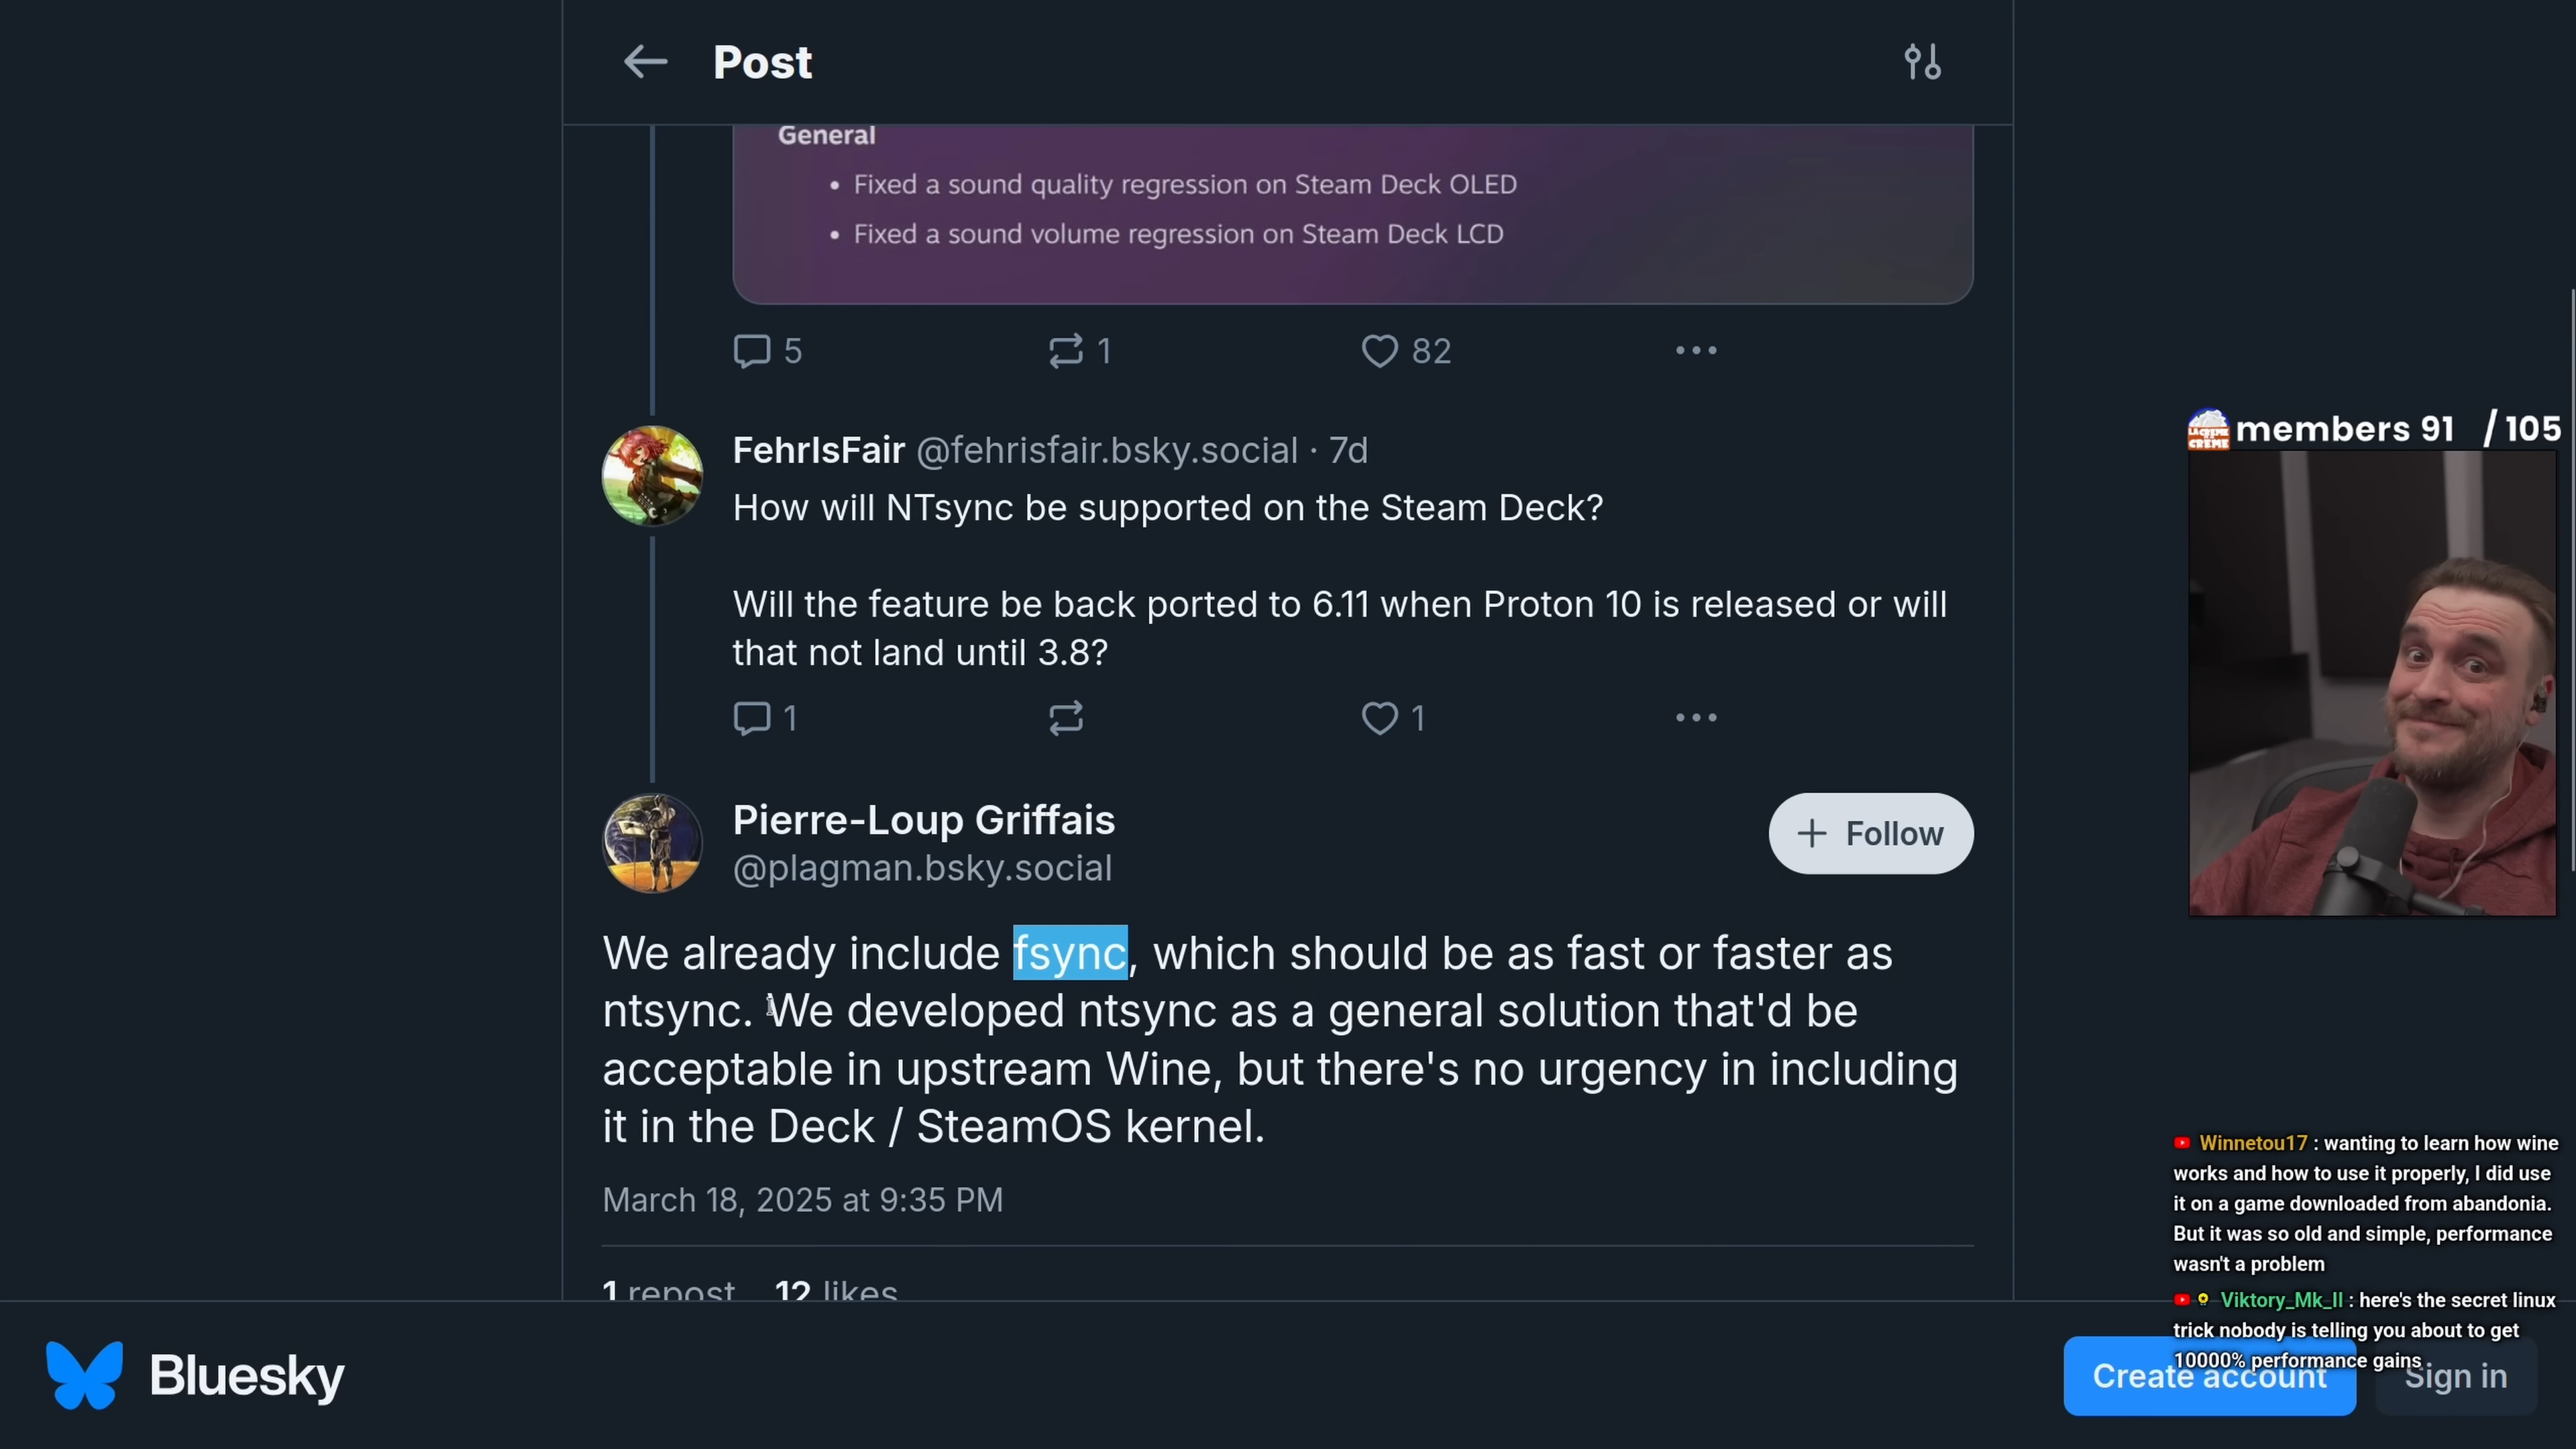 Post
General
• Fixed a sound quality regression on Steam Deck OLED
• Fixed a sound volume regression on Steam Deck LCD
5 1 82
FehrIsFair @fehrisfair.bsky.social · 7d
How will NTsync be supported on the Steam Deck?
Will the feature be back ported to 6.11 when Proton 10 is released or will
that not land until 3.8?
1 1
Pierre-Loup Griffais
@plagman.bsky.social
+ Follow
We already include fsync, which should be as fast or faster as
ntsync. We developed ntsync as a general solution that'd be
acceptable in upstream Wine, but there's no urgency in including
it in the Deck / SteamOS kernel.
March 18, 2025 at 9:35 PM
1 repost 12 likes
Bluesky
Create account
Sign in
LA CREME
CREME
members 91 / 105
Winnetou17 : wanting to learn how wine
works and how to use it properly, I did use
it on a game downloaded from abandonia.
But it was so old and simple, performance
wasn't a problem
Viktory_Mk_II : here's the secret linux
trick nobody is telling you about to get
10000% performance gains